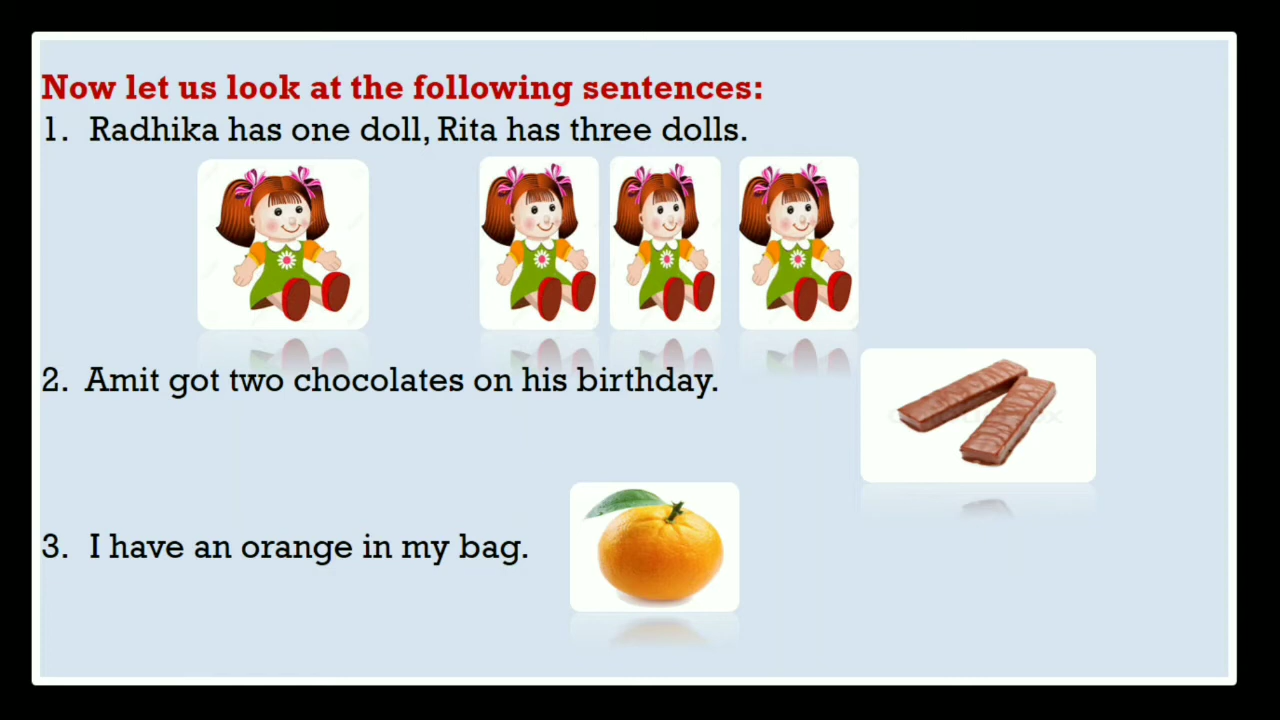 Now let us look at the following sentences:
1. Radhika has one doll, Rita has three dolls.
2. Amit got two chocolates on his birthday.
3. I have an orange in my bag.